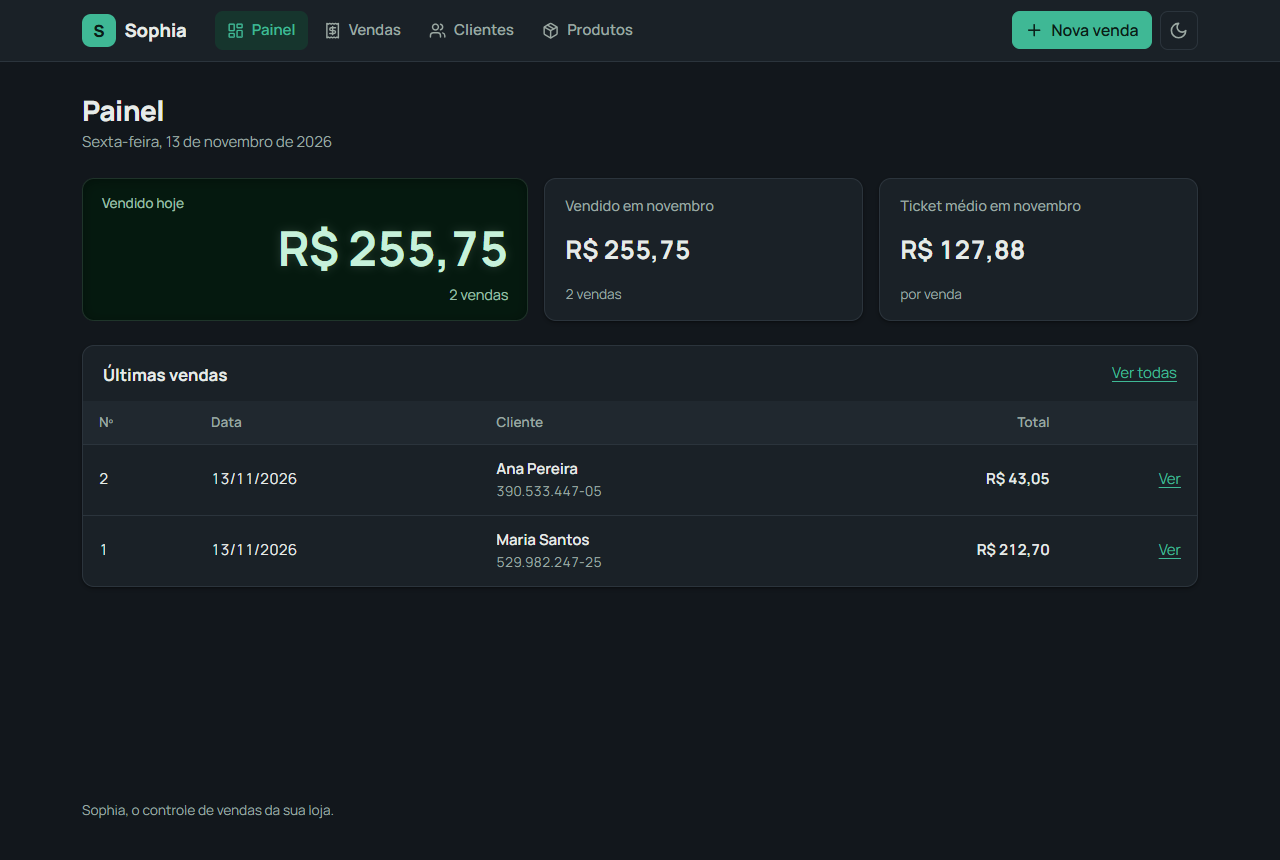 S Sophia Painel Vendas Clientes Produtos + Nova venda
Painel
Sexta-feira, 13 de novembro de 2026
Vendido hoje
R$ 255,75
2 vendas
Vendido em novembro
R$ 255,75
2 vendas
Ticket médio em novembro
R$ 127,88
por venda
Últimas vendas Ver todas
Nº Data Cliente Total
2 13/11/2026 Ana Pereira R$ 43,05 Ver
390.533.447-05
1 13/11/2026 Maria Santos R$ 212,70 Ver
529.982.247-25
Sophia, o controle de vendas da sua loja.